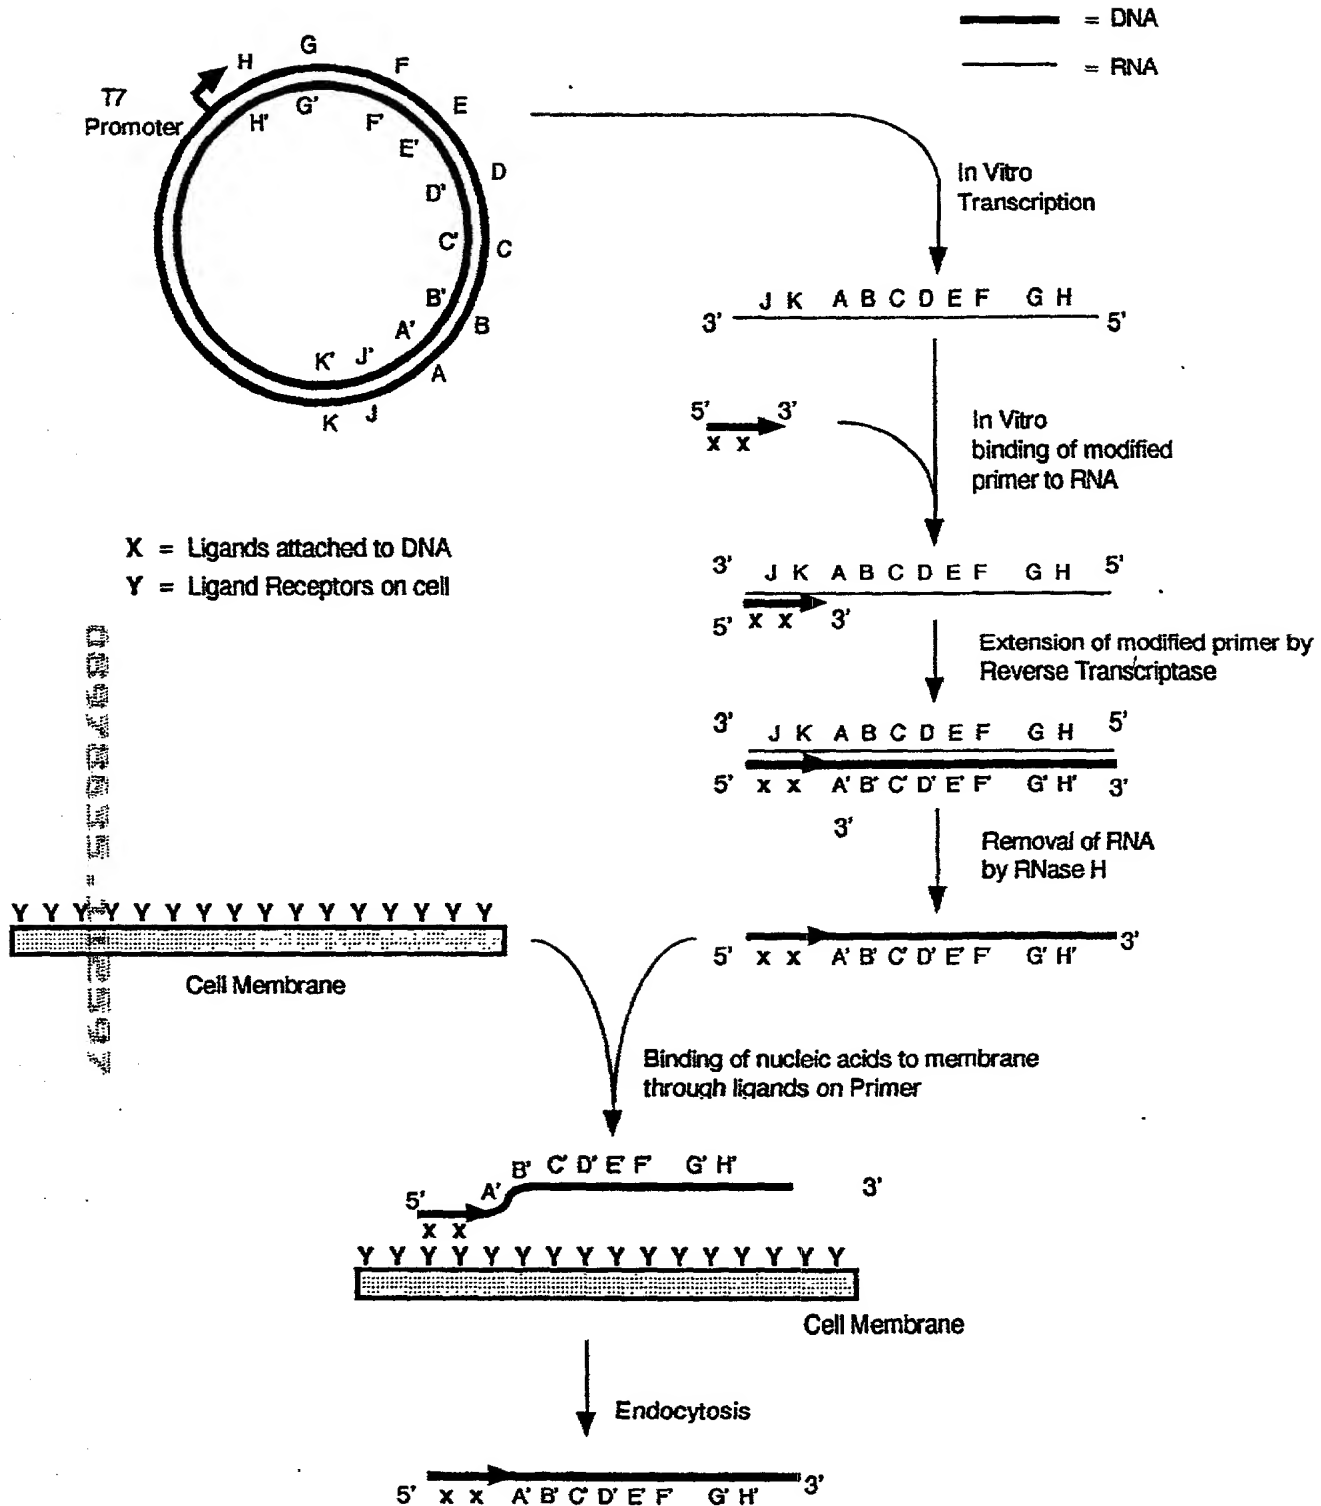 = DNA
= RNA
T7
Promoter
H G F E D C B A J K
H' G' F' E' D' C' B' A' J' K'
In Vitro
Transcription
J K A B C D E F G H
3' 5'
5' 3'
x x
In Vitro
binding of modified
primer to RNA
X = Ligands attached to DNA
Y = Ligand Receptors on cell
3' J K A B C D E F G H 5'
5' x x 3'
Extension of modified primer by
Reverse Transcriptase
3' J K A B C D E F G H 5'
5' x x A' B' C' D' E' F' G' H' 3'
3'
Removal of RNA
by RNase H
Y Y Y Y Y Y Y Y Y Y Y Y Y Y Y Y
Cell Membrane
5' x x A' B' C' D' E' F' G' H' 3'
Binding of nucleic acids to membrane
through ligands on Primer
5' A' B' C' D' E' F' G' H' 3'
x x
Y Y Y Y Y Y Y Y Y Y Y Y Y Y Y Y
Cell Membrane
Endocytosis
5' x x A' B' C' D' E' F' G' H' 3'